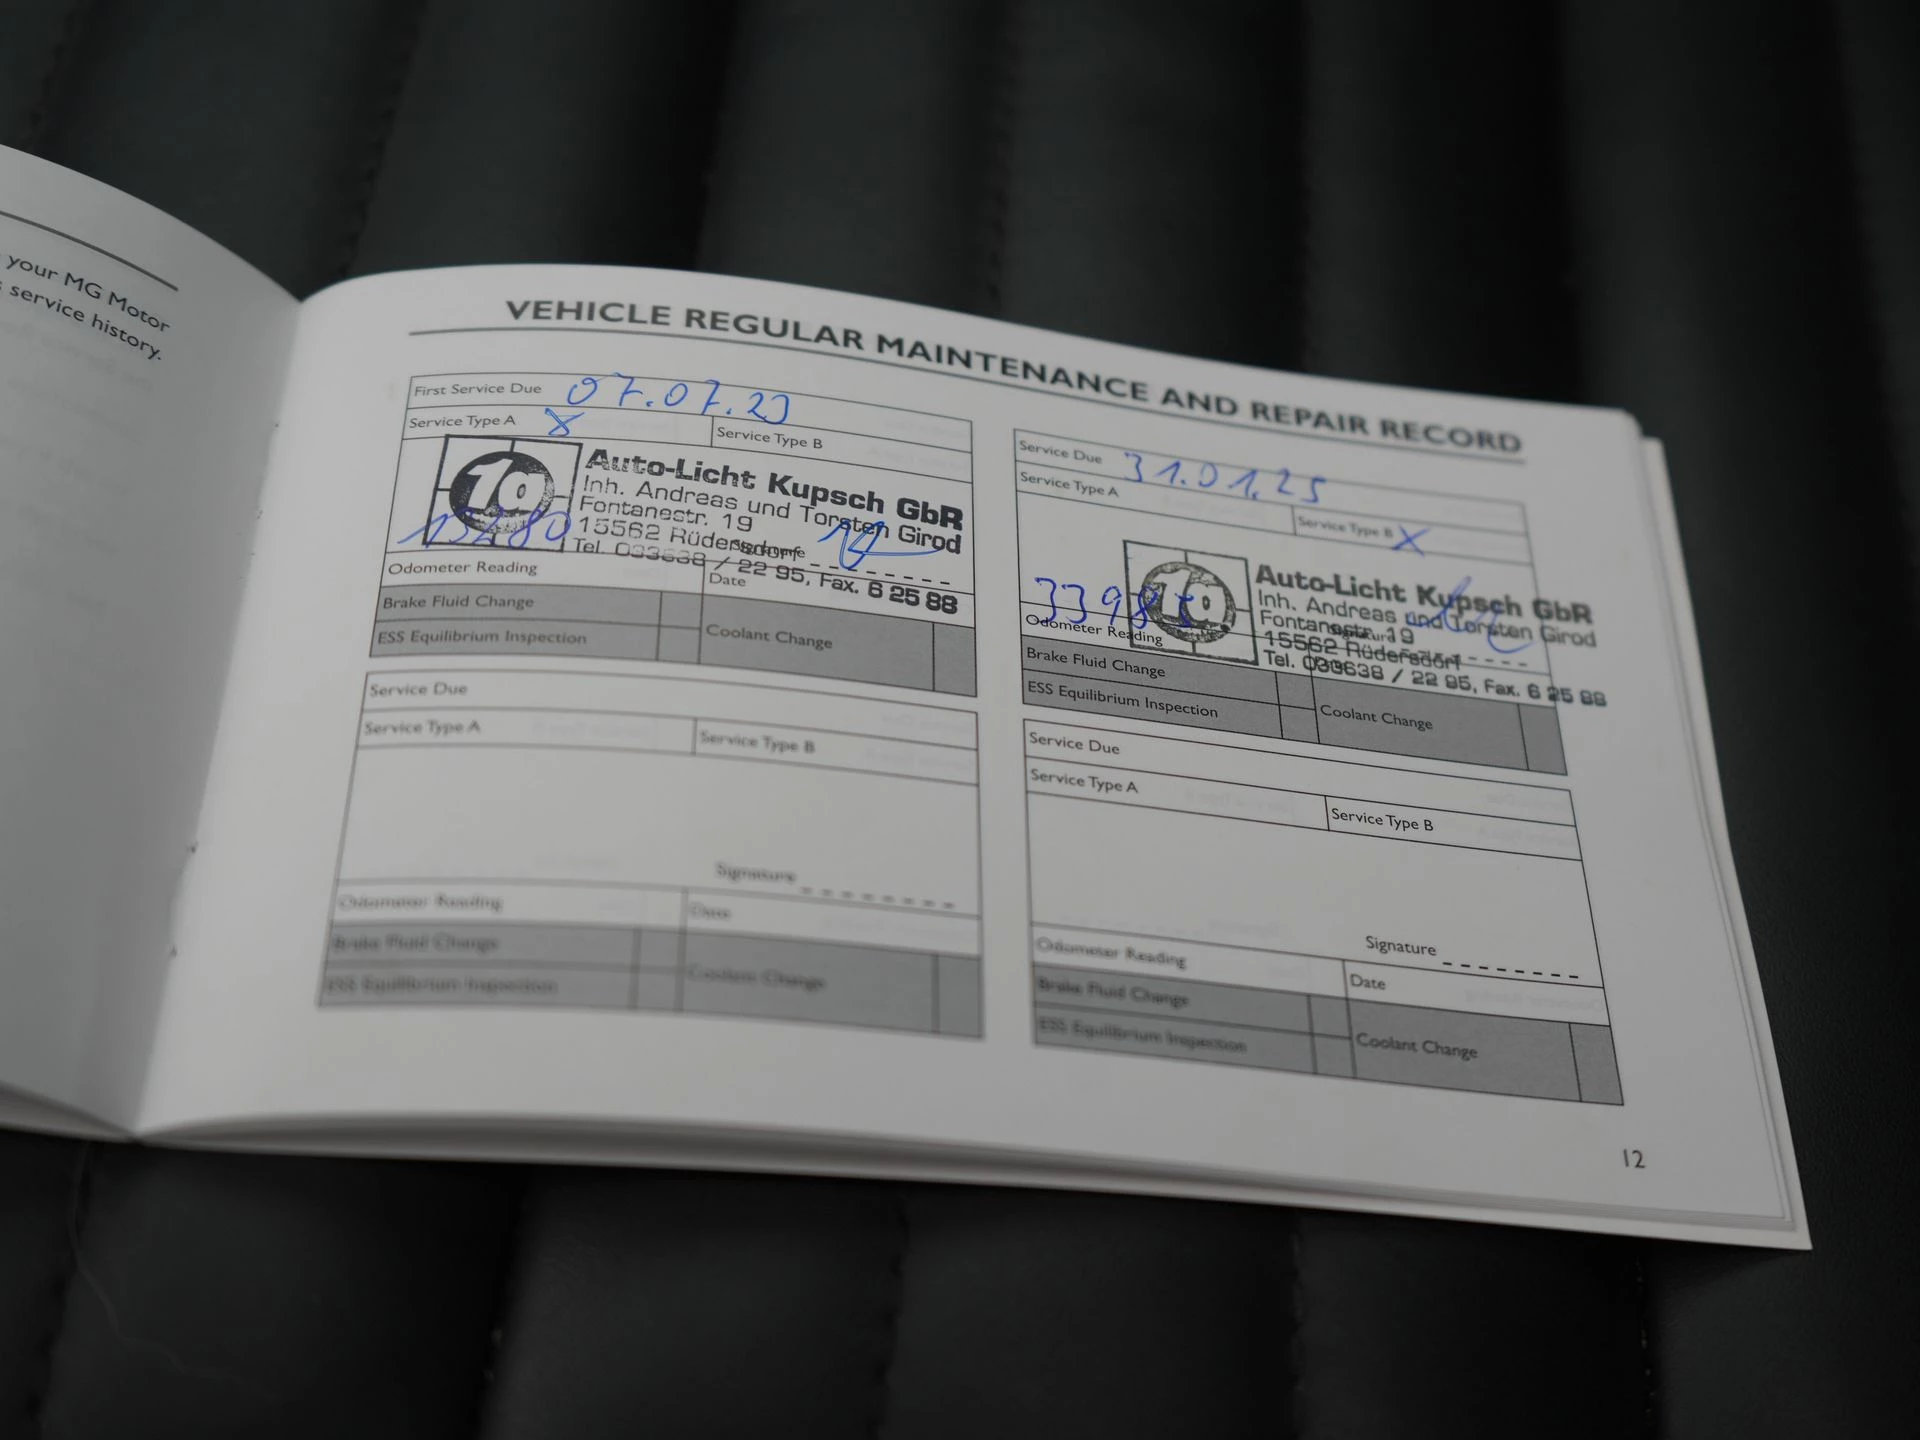 your MG Motor
service history.
VEHICLE REGULAR MAINTENANCE AND REPAIR RECORD
First Service Due 07.07.23
Service Type A X Service Type B
1a Auto-Licht Kupsch GbR
Inh. Andreas und Torsten Girod
Fontanestr. 19
15562 Rüdersdorf
Tel. 033638 / 22 95, Fax. 6 25 88
Odometer Reading Date
Brake Fluid Change
ESS Equilibrium Inspection Coolant Change
Service Due
Service Type A Service Type B
Signature
Odometer Reading Date
Brake Fluid Change
ESS Equilibrium Inspection Coolant Change
Service Due 31.01.25
Service Type A Service Type B X
1a Auto-Licht Kupsch GbR
Inh. Andreas und Torsten Girod
Fontanestr. 19
15562 Rüdersdorf
Tel. 033638 / 22 95, Fax. 6 25 88
Odometer Reading
Brake Fluid Change
ESS Equilibrium Inspection Coolant Change
Service Due
Service Type A Service Type B
Signature
Odometer Reading Date
Brake Fluid Change
ESS Equilibrium Inspection Coolant Change
12